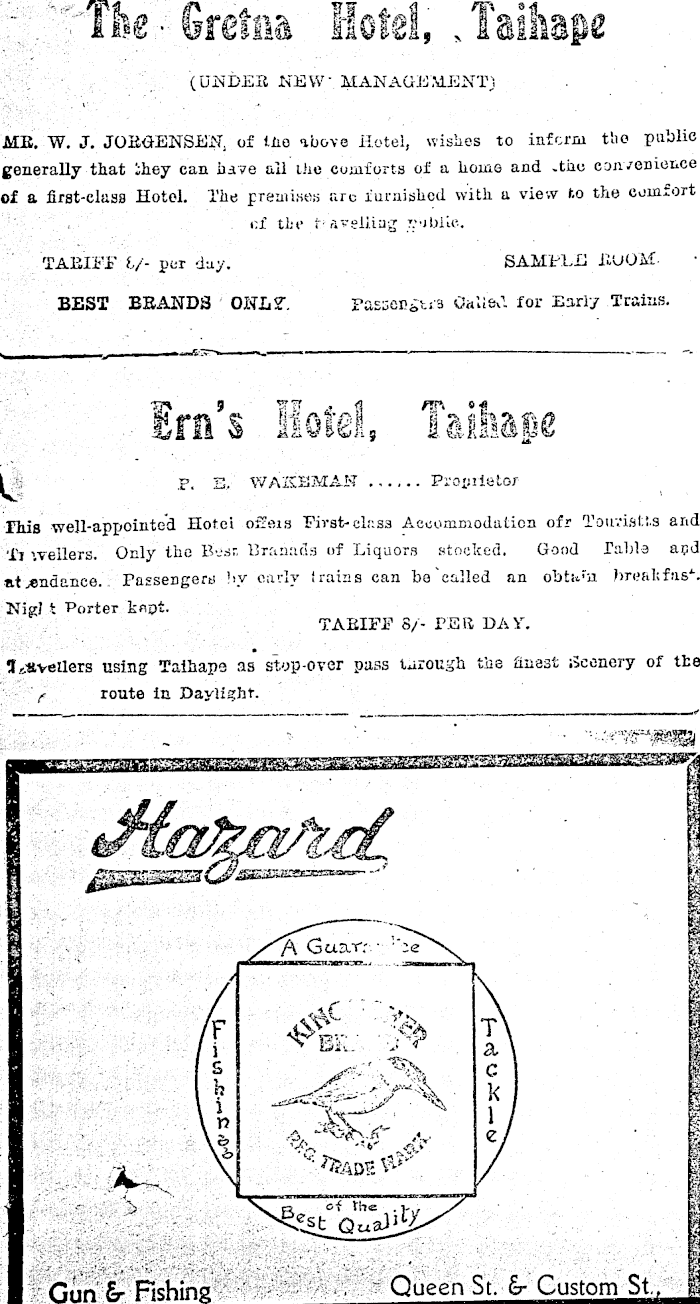 The Gretna Hotel, Taihape
(UNDER NEW MANAGEMENT)
MR. W. J. JORGENSEN, of the above Hotel, wishes to inform the public
generally that they can have all the comforts of a home and the convenience
of a first-class Hotel. The premises are furnished with a view to the comfort
of the travelling public.
TARIFF 8/- per day. SAMPLE ROOM.
BEST BRANDS ONLY. Passengers Called for Early Trains.
Ern's Hotel, Taihape
P. E. WAKEMAN ...... Proprietor
This well-appointed Hotel offers First-class Accommodation ofr Touristts and
Travellers. Only the Best Branads of Liquors stocked. Good Table and
attendance. Passengers by early trains can be called an obtain breakfast.
Night Porter kept.
TARIFF 8/- PER DAY.
Travellers using Taihape as stop-over pass through the finest Scenery of the
route in Daylight.
Hazard
A Guarantee
Fishing
KINGFISHER
BRAND
REG. TRADE MARK
Tackle
of the
Best Quality
Gun & Fishing Queen St. & Custom St.,